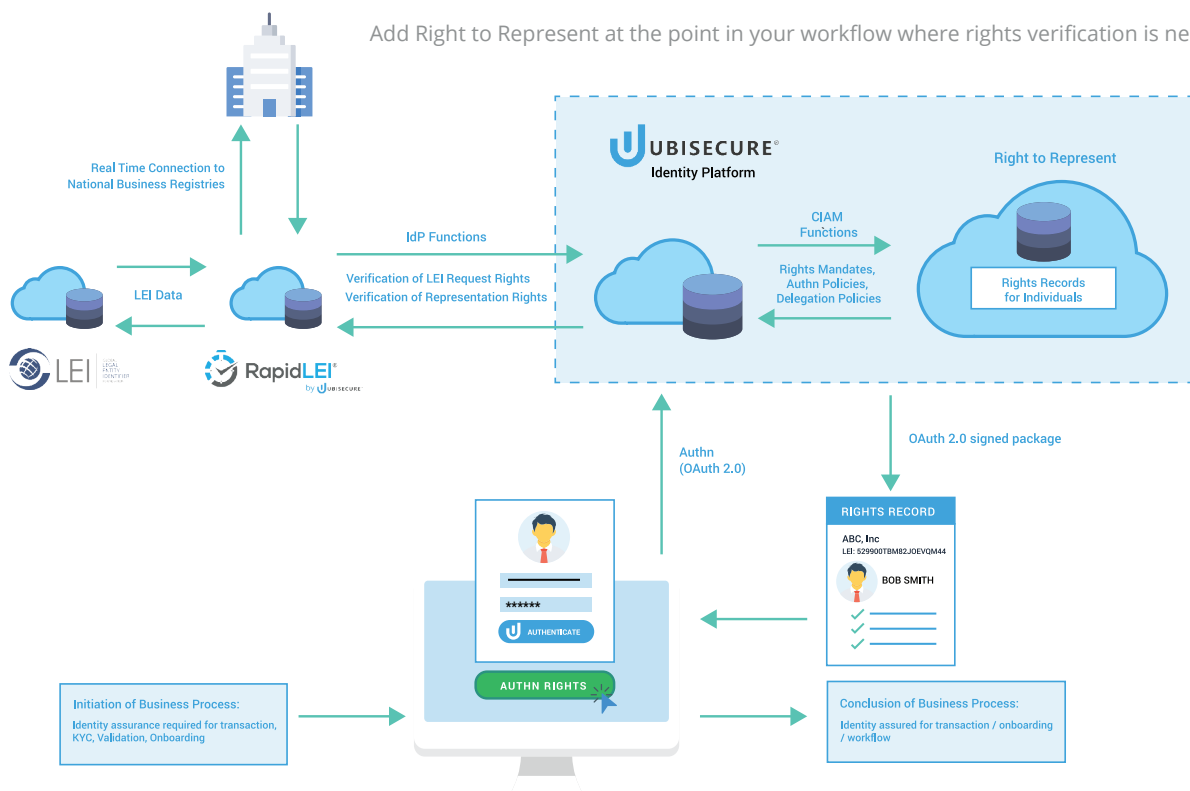 Add Right to Represent at the point in your workflow where rights verification is ne
Real Time Connection to
National Business Registries
UBISECURE®
Identity Platform
Right to Represent
IdP Functions
CIAM
Functions
LEI Data
Verification of LEI Request Rights
Verification of Representation Rights
Rights Mandates,
Authn Policies,
Delegation Policies
Rights Records
for Individuals
LEI
GLOBAL
LEGAL
ENTITY
IDENTIFIER
RapidLEI®
by UBISECURE
Authn
(OAuth 2.0)
OAuth 2.0 signed package
RIGHTS RECORD
ABC, Inc
LEI: 529900TBM82JOEVQM44
BOB SMITH
******
AUTHENTICATE
AUTHN RIGHTS
Initiation of Business Process:
Identity assurance required for transaction,
KYC, Validation, Onboarding
Conclusion of Business Process:
Identity assured for transaction / onboarding
/ workflow